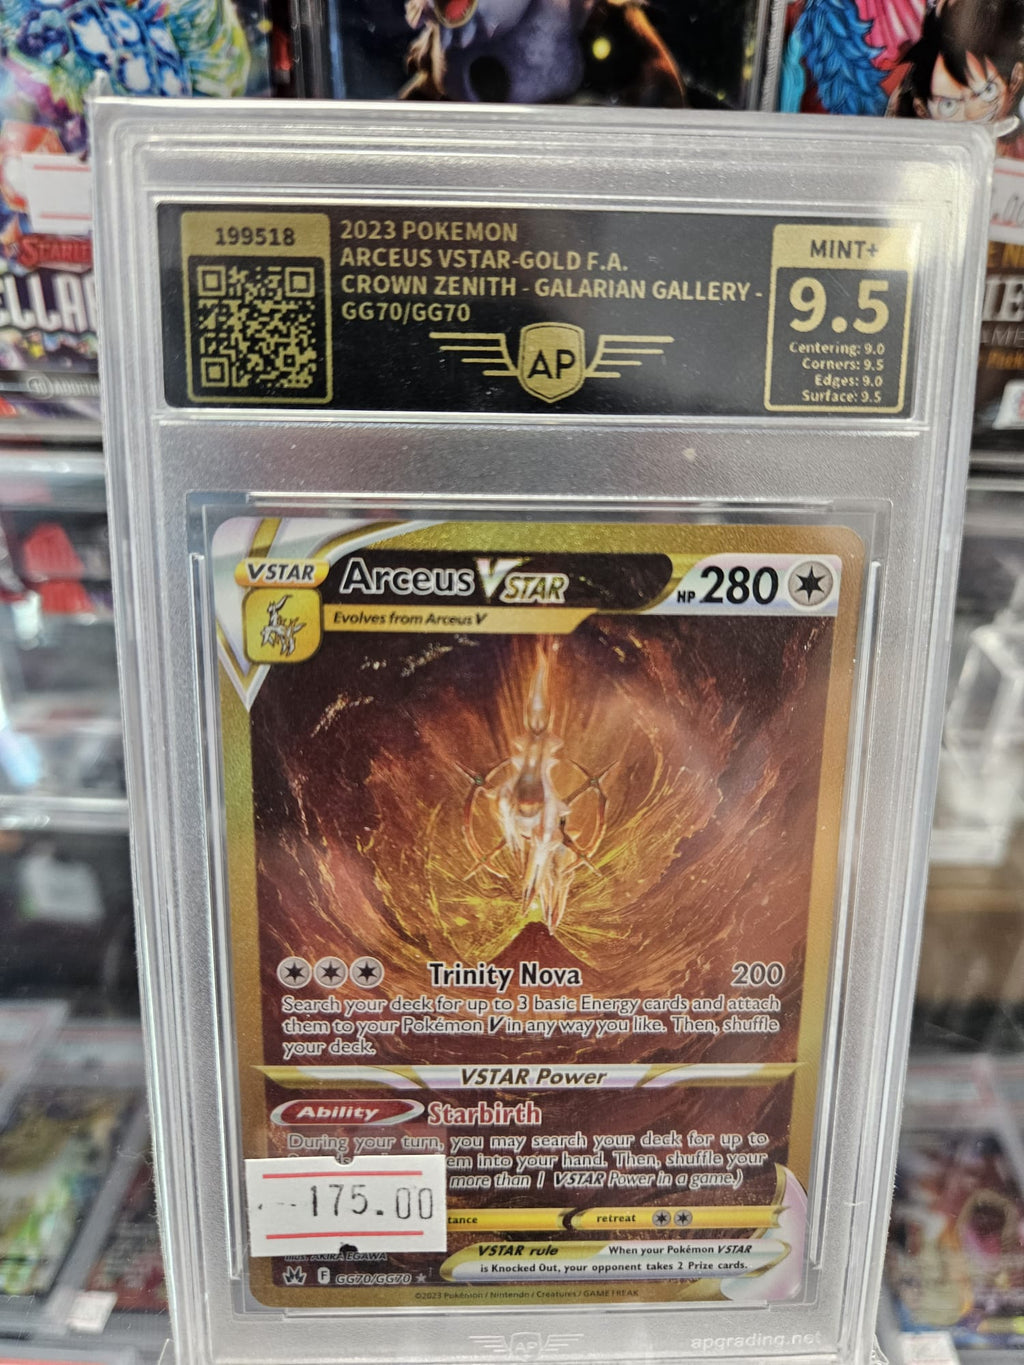 199518
2023 POKEMON
ARCEUS VSTAR-GOLD F.A.
CROWN ZENITH - GALARIAN GALLERY -
GG70/GG70
AP
MINT+
9.5
Centering: 9.0
Corners: 9.5
Edges: 9.0
Surface: 9.5
VSTAR
Arceus VSTAR
HP 280
Evolves from Arceus V
Trinity Nova 200
Search your deck for up to 3 basic Energy cards and attach
them to your Pokémon V in any way you like. Then, shuffle
your deck.
VSTAR Power
Ability Starbirth
During your turn, you may search your deck for up to
em into your hand. Then, shuffle your
more than 1 VSTAR Power in a game.)
175.00
tance
retreat
Illus. AKIRA EGAWA
VSTAR rule When your Pokémon VSTAR
is Knocked Out, your opponent takes 2 Prize cards.
F GG70/GG70
©2023 Pokémon / Nintendo / Creatures / GAME FREAK
AP
apgrading.net